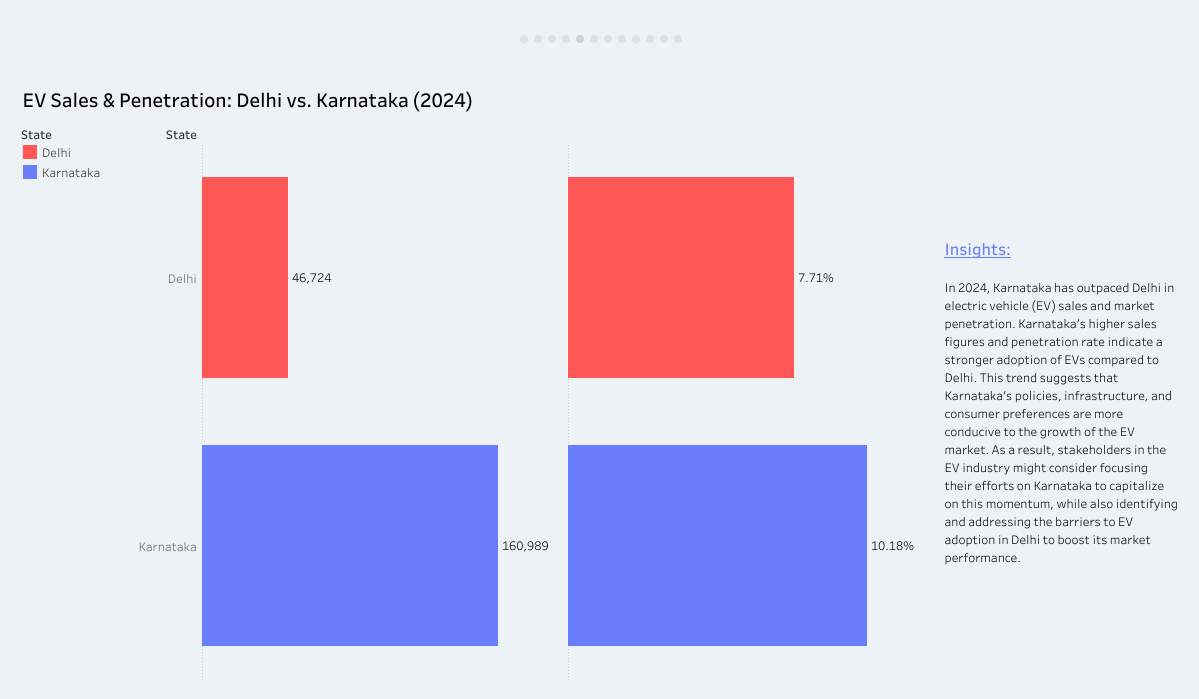 EV Sales & Penetration: Delhi vs. Karnataka (2024)
State
Delhi
Karnataka
State
Delhi
46,724
7.71%
Karnataka
160,989
10.18%
Insights:
In 2024, Karnataka has outpaced Delhi in
electric vehicle (EV) sales and market
penetration. Karnataka's higher sales
figures and penetration rate indicate a
stronger adoption of EVs compared to
Delhi. This trend suggests that
Karnataka's policies, infrastructure, and
consumer preferences are more
conducive to the growth of the EV
market. As a result, stakeholders in the
EV industry might consider focusing
their efforts on Karnataka to capitalize
on this momentum, while also identifying
and addressing the barriers to EV
adoption in Delhi to boost its market
performance.